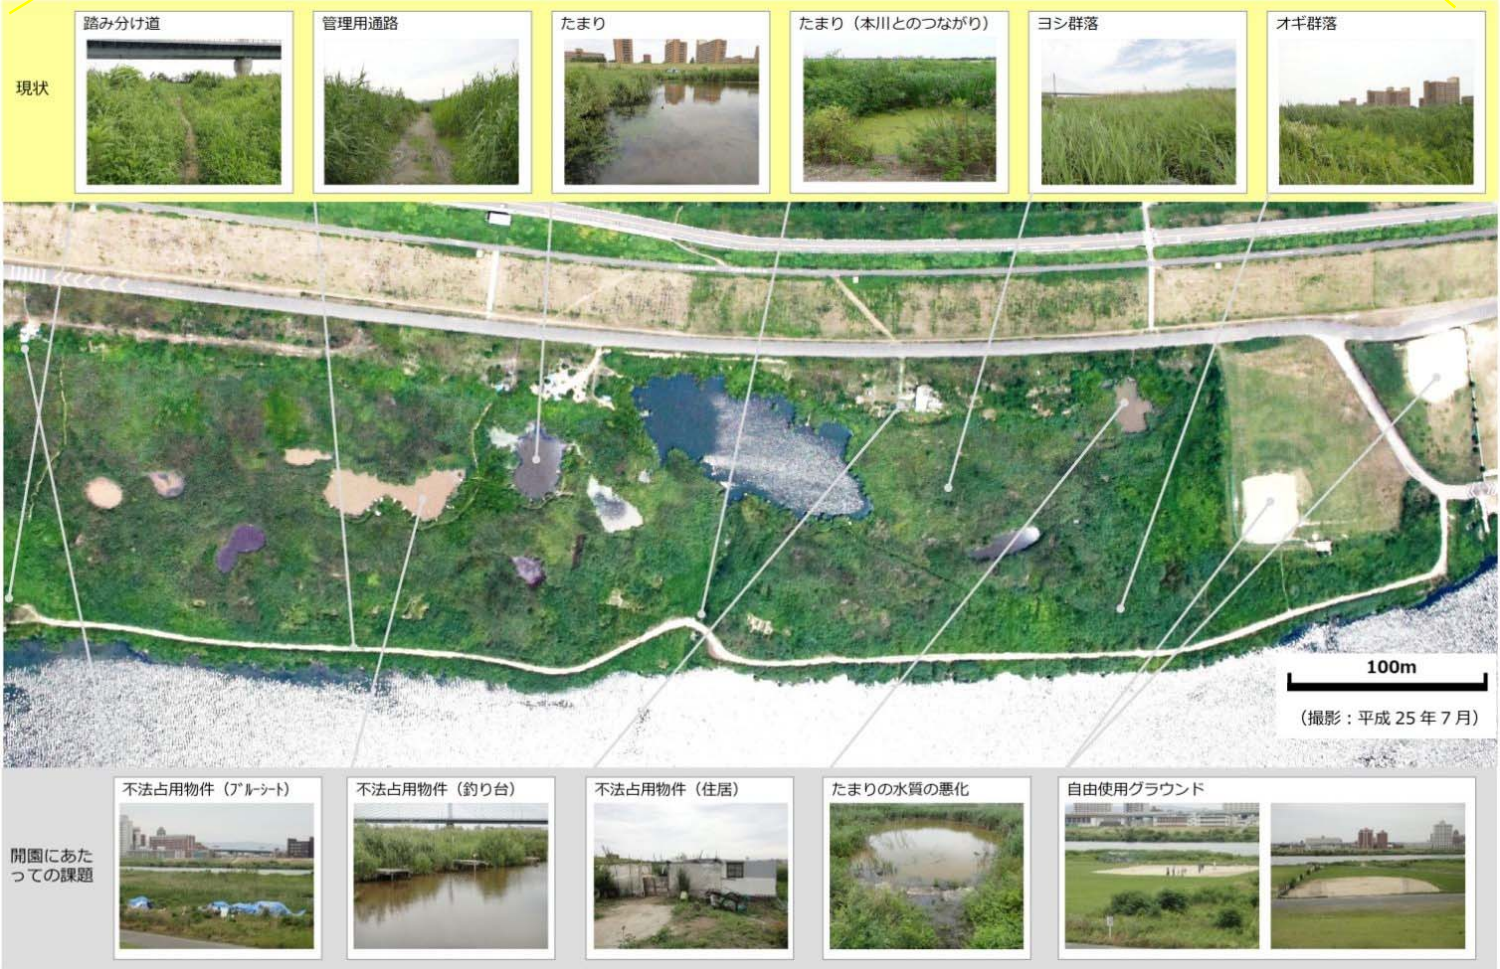 現状
踏み分け道
管理用通路
たまり
たまり（本川とのつながり）
ヨシ群落
オギ群落
100m
（撮影：平成 25 年 7 月）
開園にあた
っての課題
不法占用物件（ﾌﾞﾙｰｼｰﾄ）
不法占用物件（釣り台）
不法占用物件（住居）
たまりの水質の悪化
自由使用グラウンド